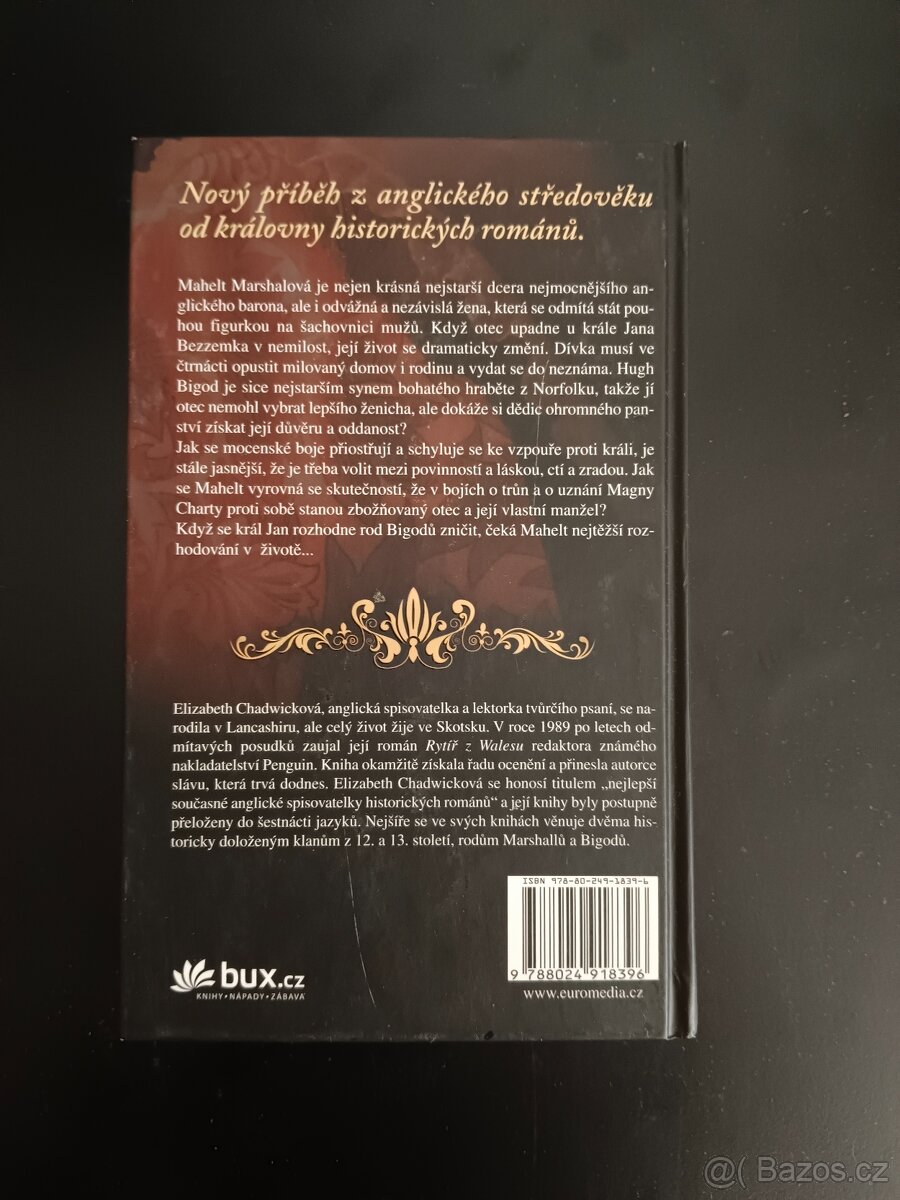 Nový příběh z anglického středověku
od královny historických románů.
Mahelt Marshalová je nejen krásná nejstarší dcera nejmocnějšího an-
glického barona, ale i odvážná a nezávislá žena, která se odmítá stát pou-
hou figurkou na šachovnici mužů. Když otec upadne u krále Jana
Bezzemka v nemilost, její život se dramaticky změní. Dívka musí ve
čtrnácti opustit milovaný domov i rodinu a vydat se do neznáma. Hugh
Bigod je sice nejstarším synem bohatého hraběte z Norfolku, takže jí
otec nemohl vybrat lepšího ženicha, ale dokáže si dědic ohromného pan-
ství získat její důvěru a oddanost?
Jak se mocenské boje přiostřují a schyluje se ke vzpouře proti králi, je
stále jasnější, že je třeba volit mezi povinností a láskou, ctí a zradou. Jak
se Mahelt vyrovná se skutečností, že v bojích o trůn a o uznání Magny
Charty proti sobě stanou zbožňovaný otec a její vlastní manžel?
Když se král Jan rozhodne rod Bigodů zničit, čeká Mahelt nejtěžší roz-
hodování v životě...
Elizabeth Chadwicková, anglická spisovatelka a lektorka tvůrčího psaní, se na-
rodila v Lancashiru, ale celý život žije ve Skotsku. V roce 1989 po letech od-
mítavých posudků zaujal její román Rytíř z Walesu redaktora známého
nakladatelství Penguin. Kniha okamžitě získala řadu ocenění a přinesla autorce
slávu, která trvá dodnes. Elizabeth Chadwicková se honosí titulem „nejlepší
současné anglické spisovatelky historických románů“ a její knihy byly postupně
přeloženy do šestnácti jazyků. Nejšíře se ve svých knihách věnuje dvěma his-
toricky doloženým klanům z 12. a 13. století, rodům Marshallů a Bigodů.
ISBN 978-80-249-1839-6
9 788024 918396
www.euromedia.cz
bux.cz
KNIHY • NÁPADY • ZÁBAVA
@( Bazos.cz